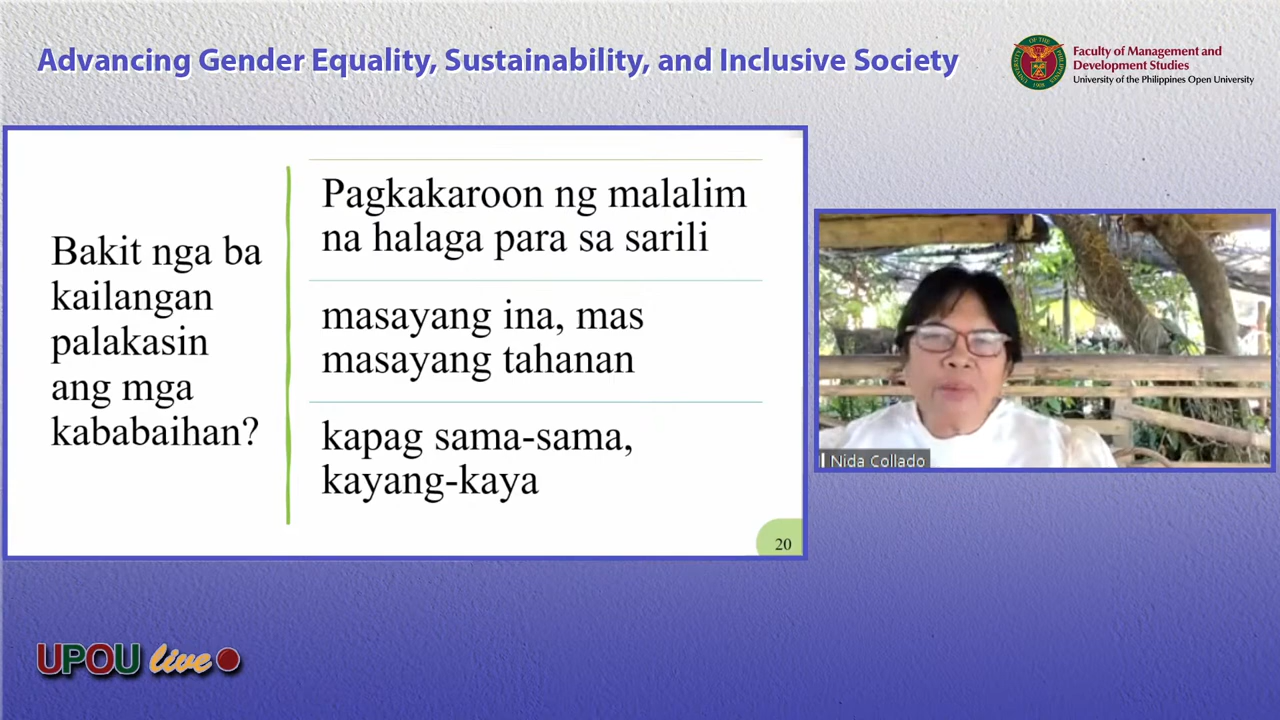 Advancing Gender Equality, Sustainability, and Inclusive Society
Faculty of Management and
Development Studies
University of the Philippines Open University
Bakit nga ba
kailangan
palakasin
ang mga
kababaihan?
Pagkakaroon ng malalim
na halaga para sa sarili
masayang ina, mas
masayang tahanan
kapag sama-sama,
kayang-kaya
20
Nida Collado
UPOU live